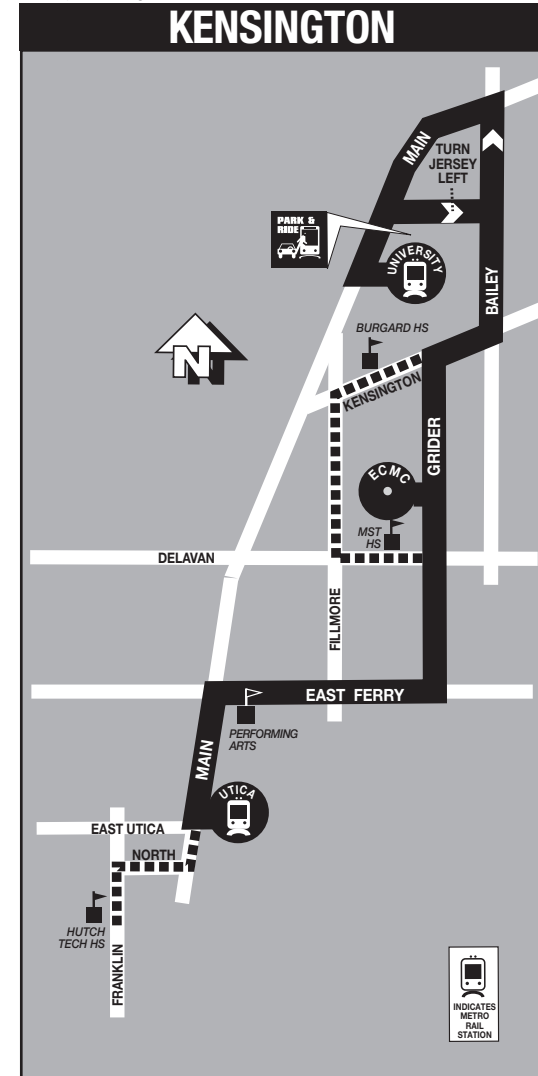 KENSINGTON
MAIN
TURN
JERSEY
LEFT
PARK &
RIDE
UNIVERSITY
BAILEY
BURGARD HS
N
KENSINGTON
GRIDER
ECMC
MST
HS
DELAVAN
FILLMORE
EAST FERRY
PERFORMING
ARTS
MAIN
UTICA
EAST UTICA
NORTH
HUTCH
TECH HS
FRANKLIN
INDICATES
METRO
RAIL
STATION